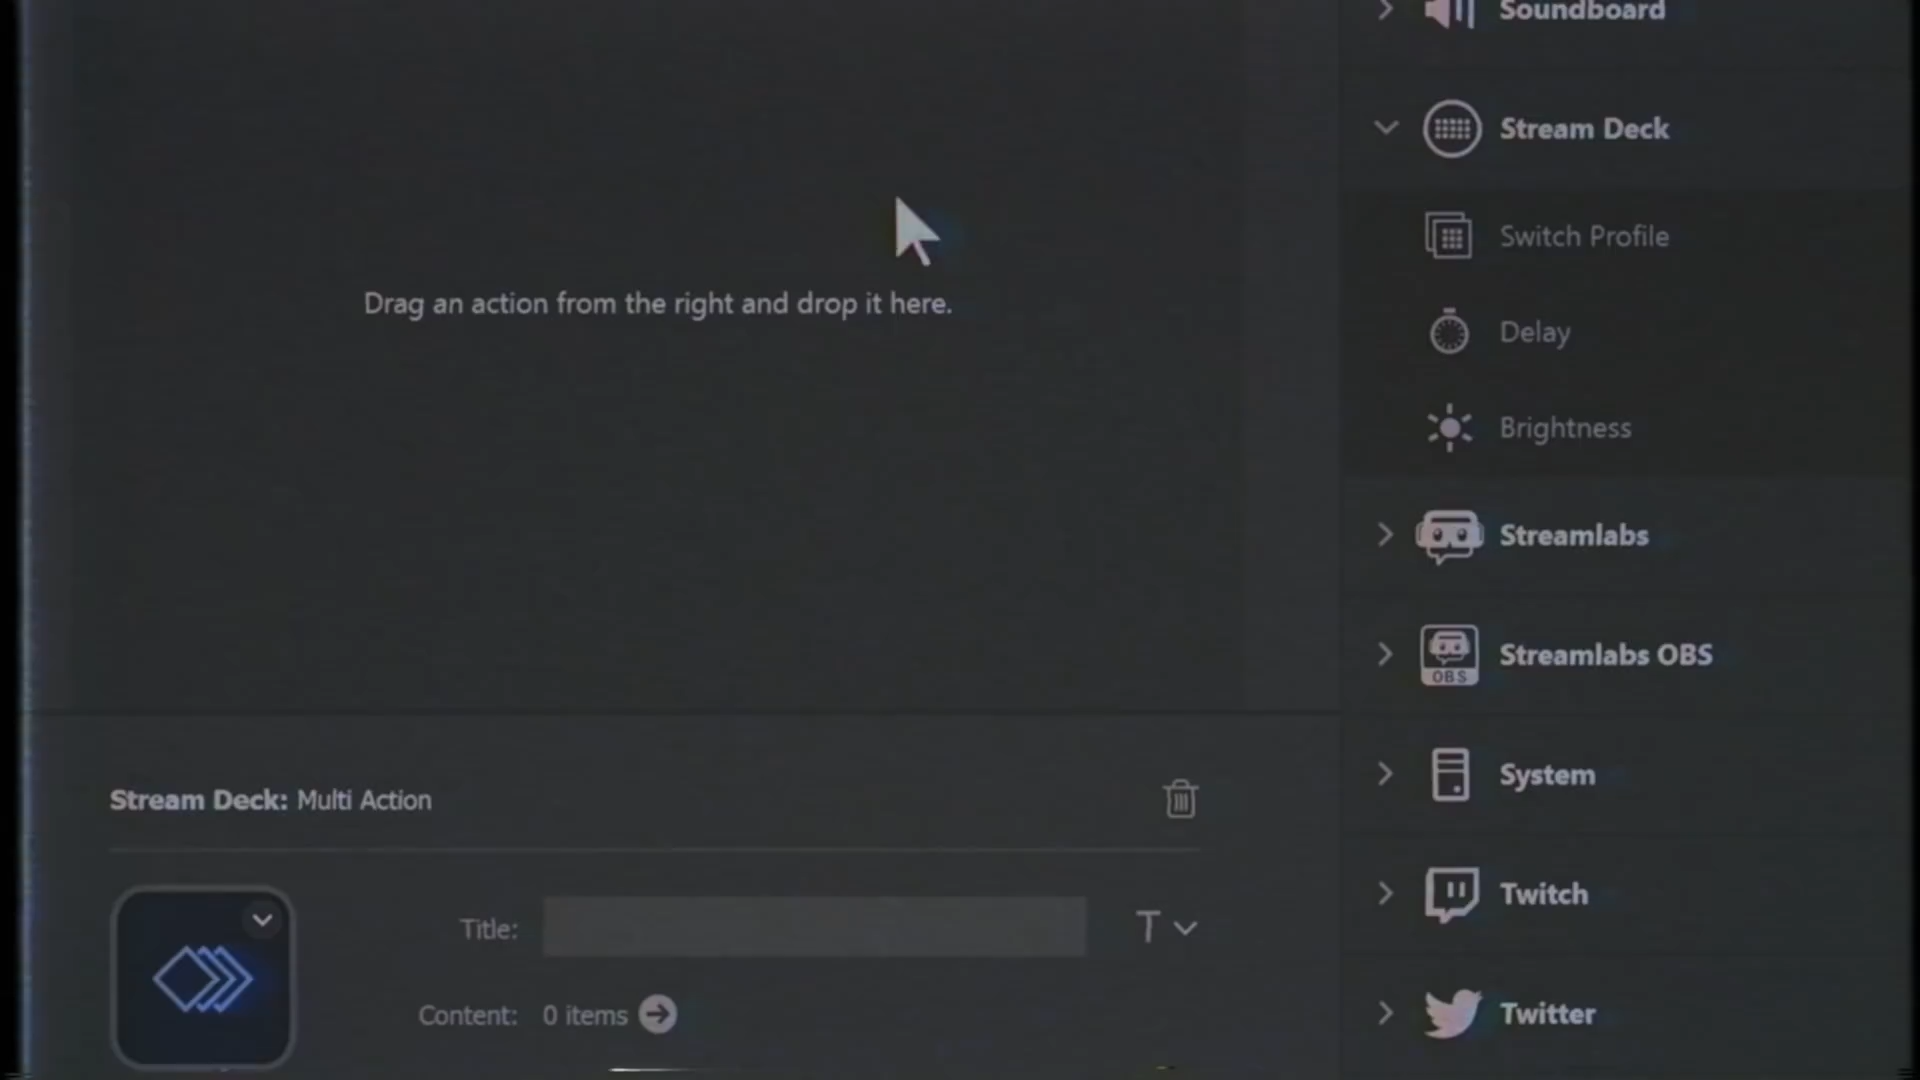 Soundboard
Stream Deck
Switch Profile
Drag an action from the right and drop it here.
Delay
Brightness
Streamlabs
OBS
Streamlabs OBS
System
Stream Deck: Multi Action
Twitch
Title:
T
Content: 0 items
Twitter